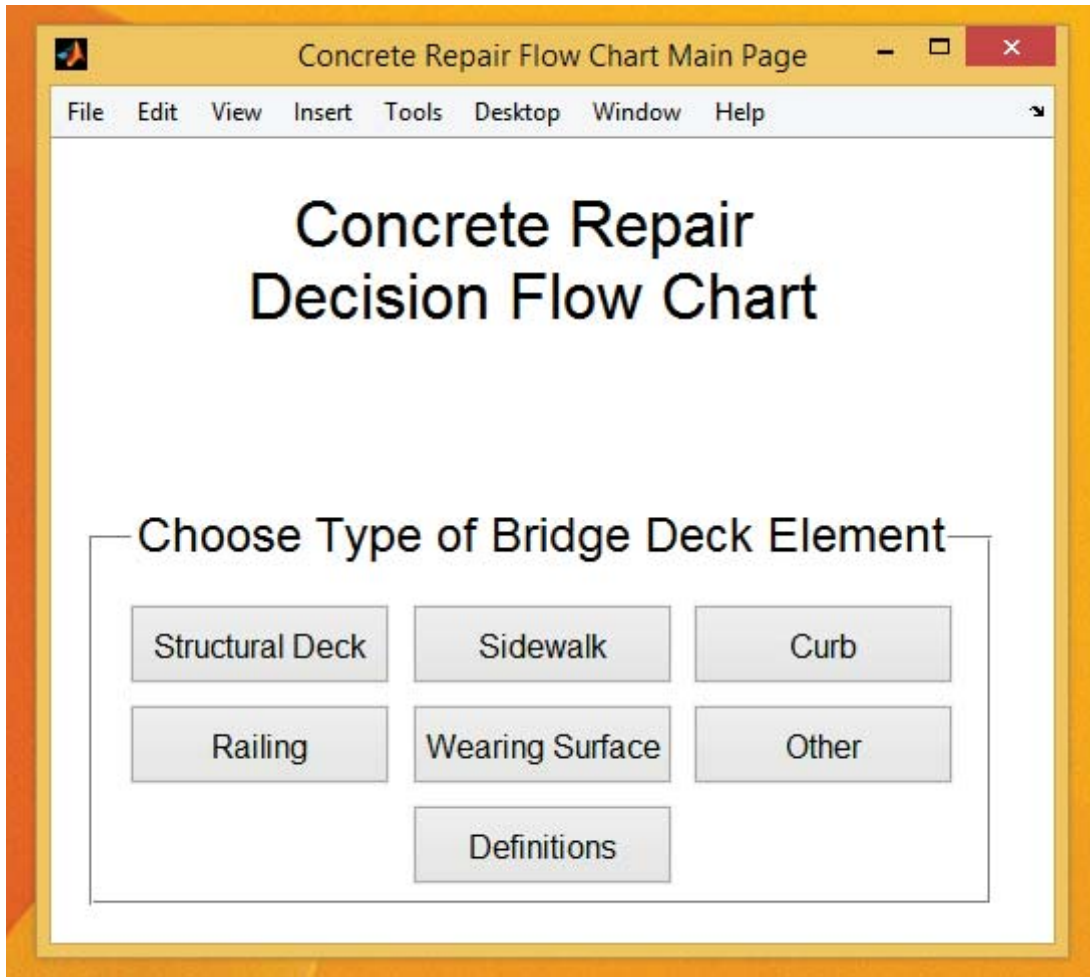 Concrete Repair Flow Chart Main Page
File Edit View Insert Tools Desktop Window Help
Concrete Repair
Decision Flow Chart
Choose Type of Bridge Deck Element
Structural Deck Sidewalk Curb
Railing Wearing Surface Other
Definitions